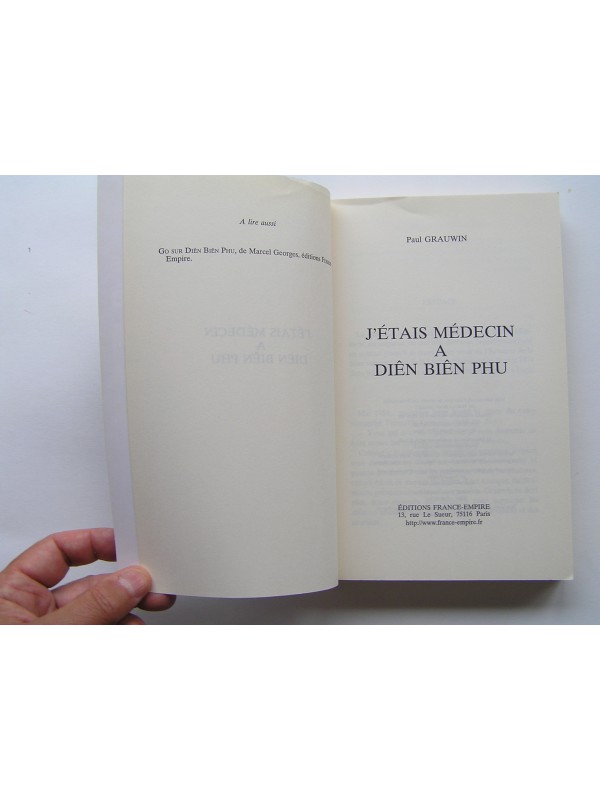 A lire aussi
GO SUR DIÊN BIÊN PHU, de Marcel Georges, éditions France-
Empire.
Paul GRAUWIN
J'ÉTAIS MÉDECIN
A
DIÊN BIÊN PHU
ÉDITIONS FRANCE-EMPIRE
13, rue Le Sueur, 75116 Paris
http://www.france-empire.fr